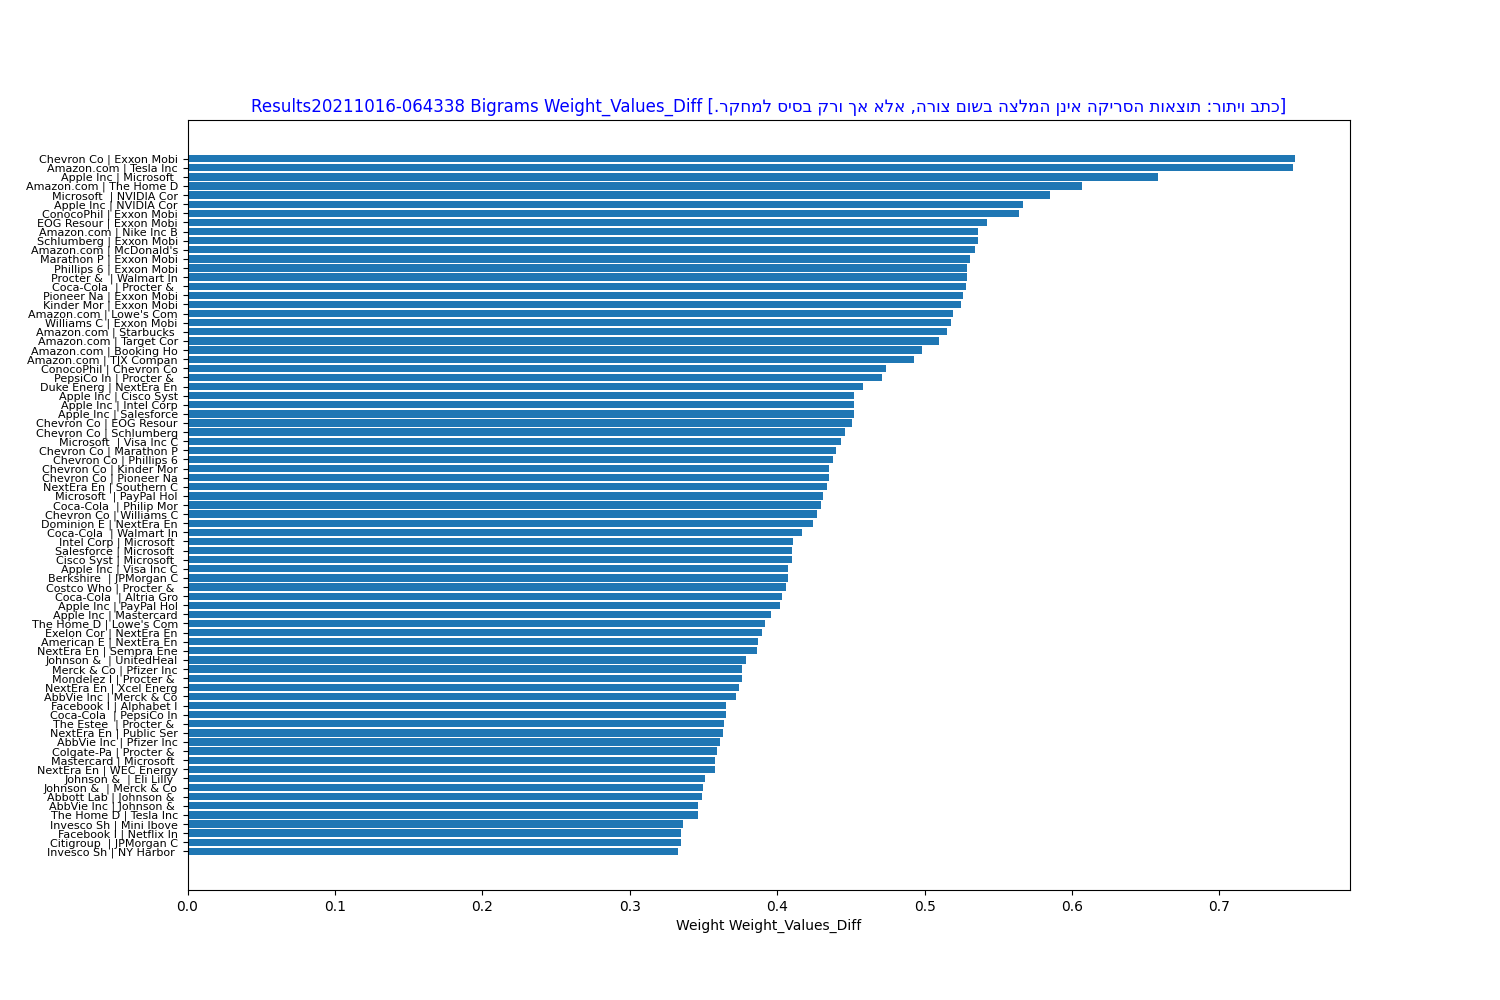 Results20211016-064338 Bigrams Weight_Values_Diff [כתב ויתור: תוצאות הסריקה אינן המלצה בשום צורה, אלא אך ורק בסיס למחקר.]
Chevron Co | Exxon Mobi
Amazon.com | Tesla Inc
Apple Inc | Microsoft
Amazon.com | The Home D
Microsoft | NVIDIA Cor
Apple Inc | NVIDIA Cor
ConocoPhil | Exxon Mobi
EOG Resour | Exxon Mobi
Amazon.com | Nike Inc B
Schlumberg | Exxon Mobi
Amazon.com | McDonald's
Marathon P | Exxon Mobi
Phillips 6 | Exxon Mobi
Procter & | Walmart In
Coca-Cola | Procter &
Pioneer Na | Exxon Mobi
Kinder Mor | Exxon Mobi
Amazon.com | Lowe's Com
Williams C | Exxon Mobi
Amazon.com | Starbucks
Amazon.com | Target Cor
Amazon.com | Booking Ho
Amazon.com | TJX Compan
ConocoPhil | Chevron Co
PepsiCo In | Procter &
Duke Energ | NextEra En
Apple Inc | Cisco Syst
Apple Inc | Intel Corp
Apple Inc | Salesforce
Chevron Co | EOG Resour
Chevron Co | Schlumberg
Microsoft | Visa Inc C
Chevron Co | Marathon P
Chevron Co | Phillips 6
Chevron Co | Kinder Mor
Chevron Co | Pioneer Na
NextEra En | Southern C
Microsoft | PayPal Hol
Coca-Cola | Philip Mor
Chevron Co | Williams C
Dominion E | NextEra En
Coca-Cola | Walmart In
Intel Corp | Microsoft
Salesforce | Microsoft
Cisco Syst | Microsoft
Apple Inc | Visa Inc C
Berkshire | JPMorgan C
Costco Who | Procter &
Coca-Cola | Altria Gro
Apple Inc | PayPal Hol
Apple Inc | Mastercard
The Home D | Lowe's Com
Exelon Cor | NextEra En
American E | NextEra En
NextEra En | Sempra Ene
Johnson & | UnitedHeal
Merck & Co | Pfizer Inc
Mondelez I | Procter &
NextEra En | Xcel Energ
AbbVie Inc | Merck & Co
Facebook I | Alphabet I
Coca-Cola | PepsiCo In
The Estee | Procter &
NextEra En | Public Ser
AbbVie Inc | Pfizer Inc
Colgate-Pa | Procter &
Mastercard | Microsoft
NextEra En | WEC Energy
Johnson & | Eli Lilly
Johnson & | Merck & Co
Abbott Lab | Johnson &
AbbVie Inc | Johnson &
The Home D | Tesla Inc
Invesco Sh | Mini Ibove
Facebook I | Netflix In
Citigroup | JPMorgan C
Invesco Sh | NY Harbor
0.0 0.1 0.2 0.3 0.4 0.5 0.6 0.7
Weight Weight_Values_Diff